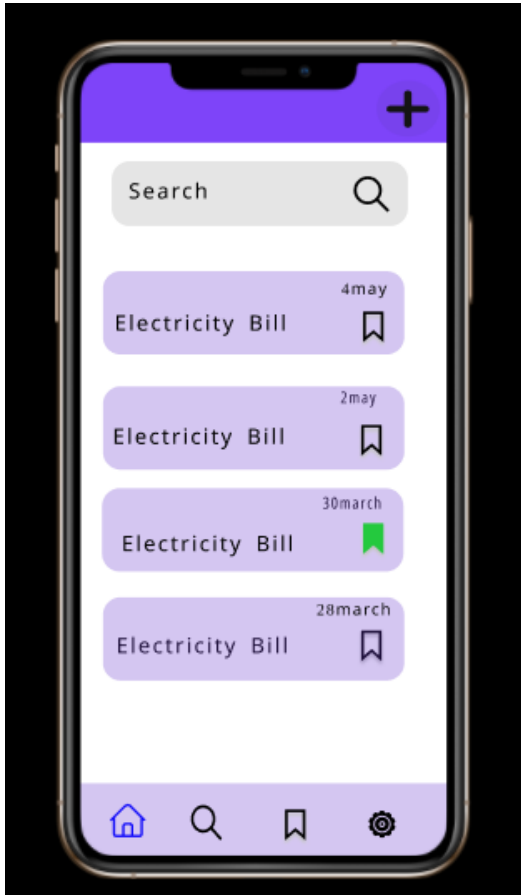 Search
4may
Electricity Bill
2may
Electricity Bill
30march
Electricity Bill
28march
Electricity Bill